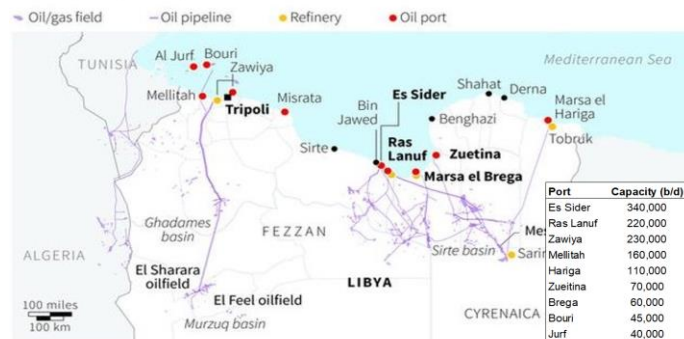 Oil/gas field
Oil pipeline
Refinery
Oil port
TUNISIA
Al Jurf
Bouri
Zawiya
Mellitah
Tripoli
Misrata
Sirte
Bin
Jawed
Es Sider
Ras
Lanuf
Benghazi
Shahat
Derna
Mediterranean Sea
Marsa el
Hariga
Tobruk
Zuetina
Marsa el Brega
Ghadames
basin
FEZZAN
ALGERIA
El Sharara
oilfield
El Feel oilfield
LIBYA
Murzuq basin
Sirte basin
Mes
Sarir
CYRENAICA
100 miles
100 km
Port Capacity (b/d)
Es Sider 340,000
Ras Lanuf 220,000
Zawiya 230,000
Mellitah 160,000
Hariga 110,000
Zueitina 70,000
Brega 60,000
Bouri 45,000
Jurf 40,000